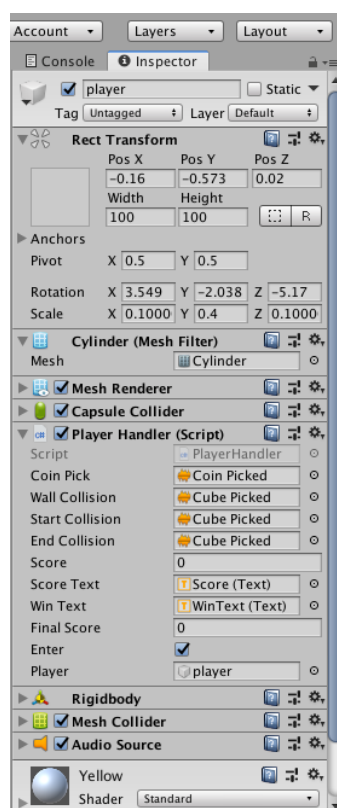 Account Layers Layout
Console Inspector
player Static
Tag Untagged Layer Default
Rect Transform
Pos X Pos Y Pos Z
-0.16 -0.573 0.02
Width Height
100 100 R
Anchors
Pivot X 0.5 Y 0.5
Rotation X 3.549 Y -2.038 Z -5.17
Scale X 0.1000 Y 0.4 Z 0.1000
Cylinder (Mesh Filter)
Mesh Cylinder
Mesh Renderer
Capsule Collider
Player Handler (Script)
Script PlayerHandler
Coin Pick Coin Picked
Wall Collision Cube Picked
Start Collision Cube Picked
End Collision Cube Picked
Score 0
Score Text Score (Text)
Win Text WinText (Text)
Final Score 0
Enter
Player player
Rigidbody
Mesh Collider
Audio Source
Yellow
Shader Standard